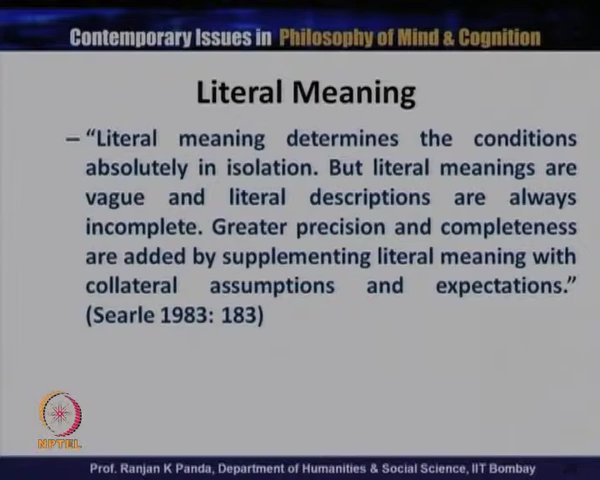 Contemporary Issues in Philosophy of Mind & Cognition
Literal Meaning
– “Literal meaning determines the conditions
absolutely in isolation. But literal meanings are
vague and literal descriptions are always
incomplete. Greater precision and completeness
are added by supplementing literal meaning with
collateral assumptions and expectations.”
(Searle 1983: 183)
NPTEL
Prof. Ranjan K Panda, Department of Humanities & Social Science, IIT Bombay